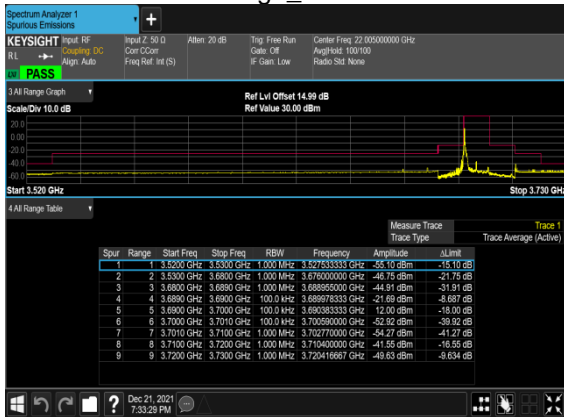 Spectrum Analyzer 1
Spurious Emissions
+
KEYSIGHT Input: RF Input Z: 50 Ω Atten: 20 dB Trig: Free Run Center Freq: 22.005000000 GHz
RL Coupling: DC Corr CCorr Gate: Off Avg|Hold: 100/100
Align: Auto Freq Ref: Int (S) IF Gain: Low Radio Std: None
PASS
3 All Range Graph
Ref Lvl Offset 14.99 dB
Scale/Div 10.0 dB Ref Value 30.00 dBm
20.0
0.00
-20.0
-40.0
-60.0
Start 3.520 GHz Stop 3.730 GHz
4 All Range Table
Measure Trace Trace 1
Trace Type Trace Average (Active)
Spur Range Start Freq Stop Freq RBW Frequency Amplitude ΔLimit
1 1 3.5200 GHz 3.5300 GHz 1.000 MHz 3.527533333 GHz -55.10 dBm -15.10 dB
2 2 3.5300 GHz 3.6800 GHz 1.000 MHz 3.676000000 GHz -46.75 dBm -21.75 dB
3 3 3.6800 GHz 3.6890 GHz 1.000 MHz 3.688955000 GHz -44.91 dBm -31.91 dB
4 4 3.6890 GHz 3.6900 GHz 100.0 kHz 3.689978333 GHz -21.69 dBm -8.687 dB
5 5 3.6900 GHz 3.7000 GHz 100.0 kHz 3.690383333 GHz 12.00 dBm -18.00 dB
6 6 3.7000 GHz 3.7010 GHz 100.0 kHz 3.700590000 GHz -52.92 dBm -39.92 dB
7 7 3.7010 GHz 3.7100 GHz 1.000 MHz 3.702770000 GHz -54.27 dBm -41.27 dB
8 8 3.7100 GHz 3.7200 GHz 1.000 MHz 3.710400000 GHz -41.55 dBm -16.55 dB
9 9 3.7200 GHz 3.7300 GHz 1.000 MHz 3.720416667 GHz -49.63 dBm -9.634 dB
? Dec 21, 2021
7:33:29 PM